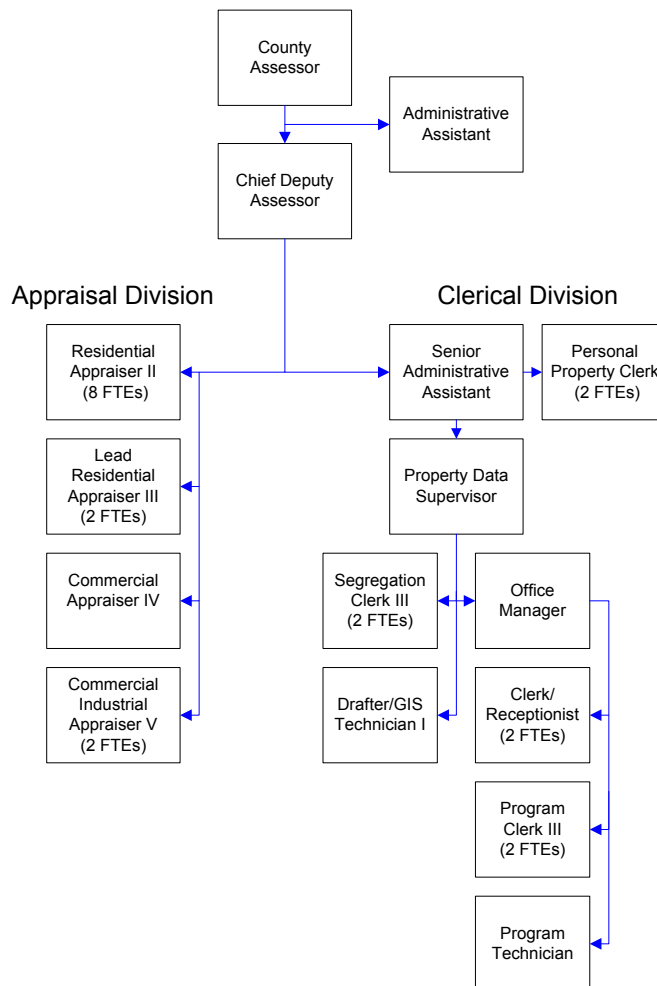 County
Assessor
Administrative
Assistant
Chief Deputy
Assessor
Appraisal Division
Clerical Division
Residential
Appraiser II
(8 FTEs)
Senior
Administrative
Assistant
Personal
Property Clerk
(2 FTEs)
Lead
Residential
Appraiser III
(2 FTEs)
Property Data
Supervisor
Commercial
Appraiser IV
Segregation
Clerk III
(2 FTEs)
Office
Manager
Commercial
Industrial
Appraiser V
(2 FTEs)
Drafter/GIS
Technician I
Clerk/
Receptionist
(2 FTEs)
Program
Clerk III
(2 FTEs)
Program
Technician